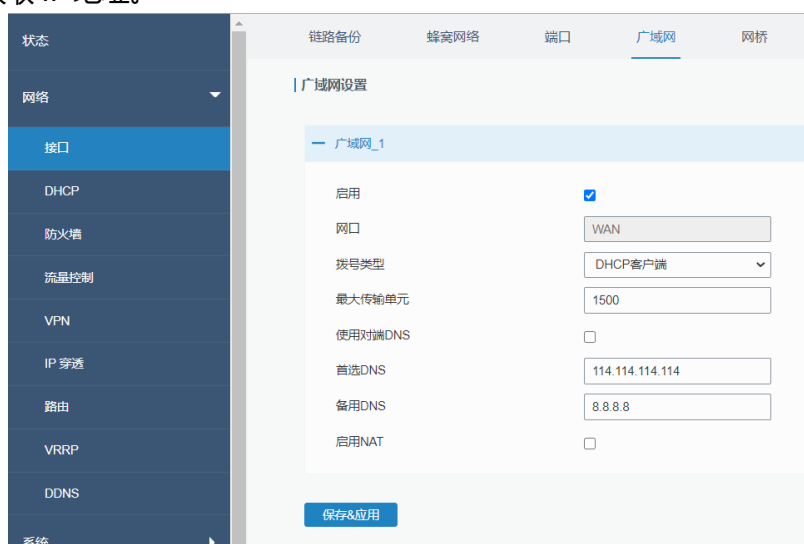 IP 地址。
状态
网络
接口
DHCP
防火墙
流量控制
VPN
IP 穿透
路由
VRRP
DDNS
系统
链路备份 蜂窝网络 端口 广域网 网桥
广域网设置
广域网_1
启用
网口 WAN
拨号类型 DHCP客户端
最大传输单元 1500
使用对端DNS
首选DNS 114.114.114.114
备用DNS 8.8.8.8
启用NAT
保存&应用